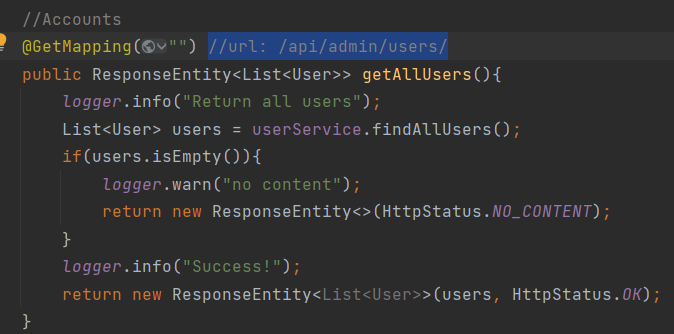 //Accounts
@GetMapping("") //url: /api/admin/users/
public ResponseEntity<List<User>> getAllUsers(){
logger.info("Return all users");
List<User> users = userService.findAllUsers();
if(users.isEmpty()){
logger.warn("no content");
return new ResponseEntity<>(HttpStatus.NO_CONTENT);
}
logger.info("Success!");
return new ResponseEntity<List<User>>(users, HttpStatus.OK);
}